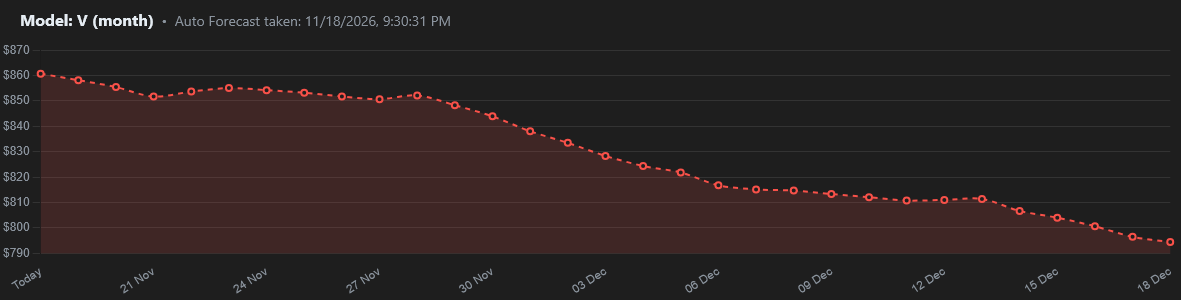 Model: V (month) • Auto Forecast taken: 11/18/2026, 9:30:31 PM
$870
$860
$850
$840
$830
$820
$810
$800
$790
Today
21 Nov
24 Nov
27 Nov
30 Nov
03 Dec
06 Dec
09 Dec
12 Dec
15 Dec
18 Dec